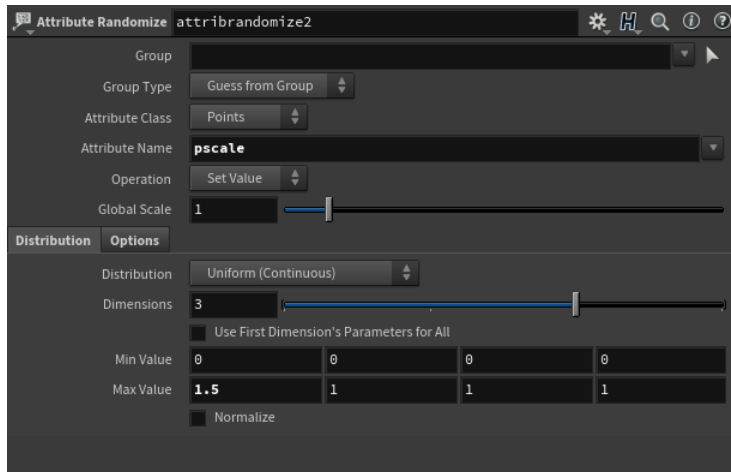 Attribute Randomize attribrandomize2
Group
Group Type Guess from Group
Attribute Class Points
Attribute Name pscale
Operation Set Value
Global Scale 1
Distribution Options
Distribution Uniform (Continuous)
Dimensions 3
Use First Dimension's Parameters for All
Min Value 0 0 0 0
Max Value 1.5 1 1 1
Normalize